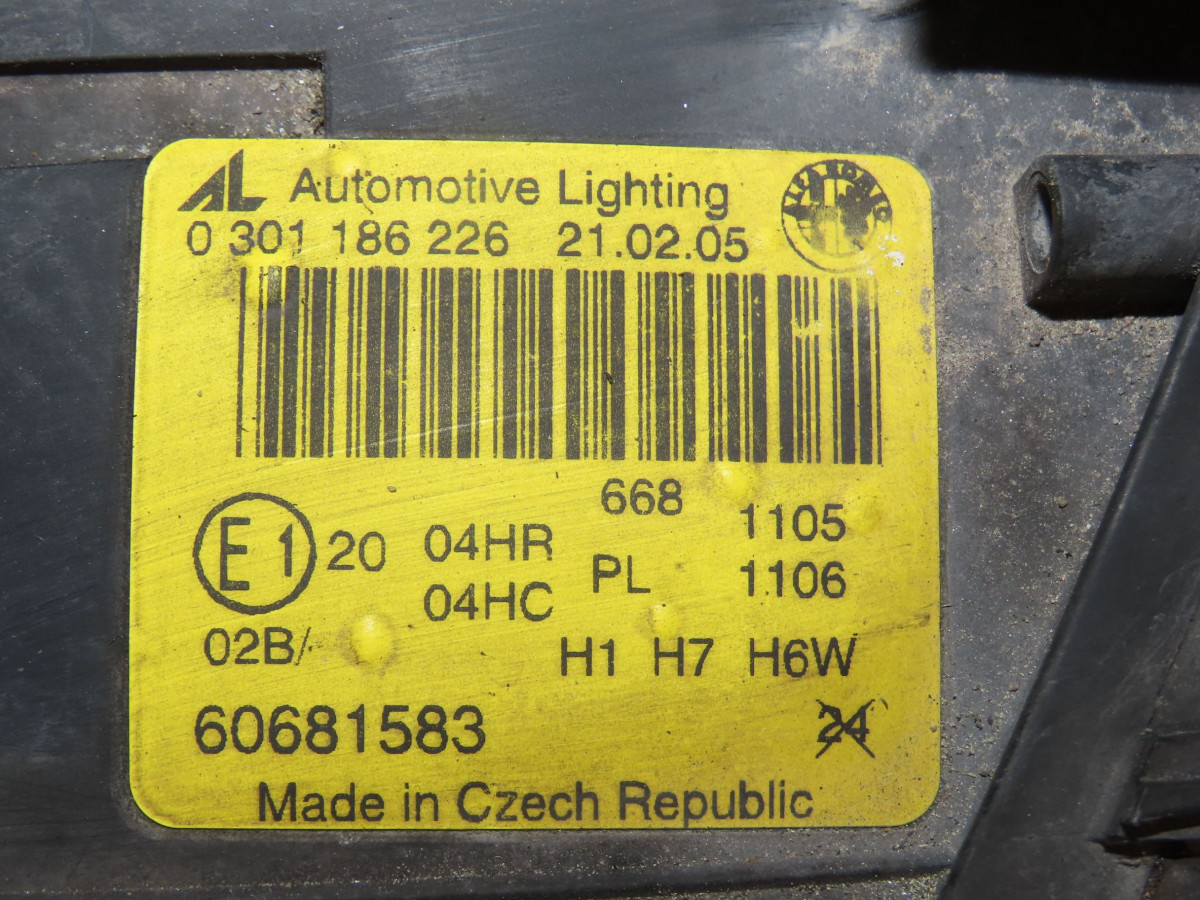 AL Automotive Lighting
0 301 186 226 21.02.05
668
E1 20 04HR 1105
04HC PL 1106
02B/ H1 H7 H6W
60681583 24
Made in Czech Republic